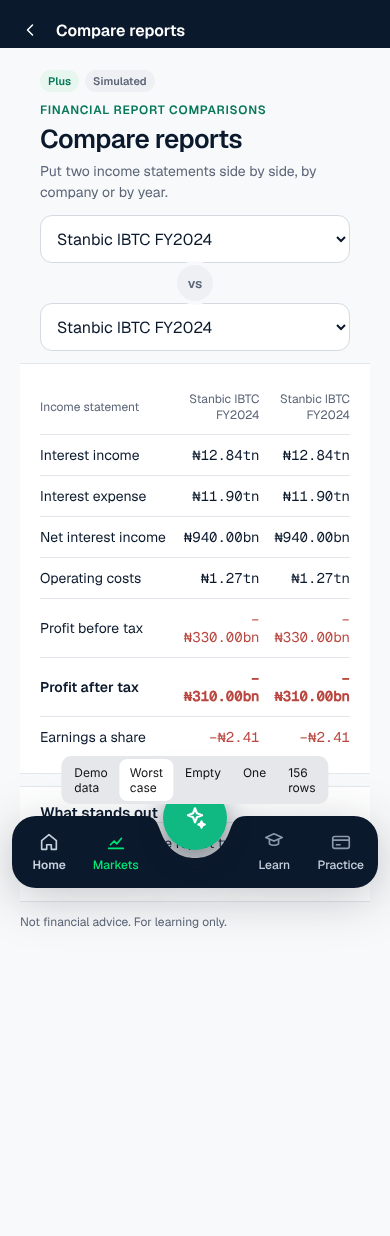 Compare reports
Plus Simulated
FINANCIAL REPORT COMPARISONS
Compare reports
Put two income statements side by side, by
company or by year.
Stanbic IBTC FY2024
vs
Stanbic IBTC FY2024
Income statement Stanbic IBTC FY2024 Stanbic IBTC FY2024
Interest income ₦12.84tn ₦12.84tn
Interest expense ₦11.90tn ₦11.90tn
Net interest income ₦940.00bn ₦940.00bn
Operating costs ₦1.27tn ₦1.27tn
Profit before tax −₦330.00bn −₦330.00bn
Profit after tax −₦310.00bn −₦310.00bn
Earnings a share −₦2.41 −₦2.41
Demo data Worst case Empty One 156 rows
What stands out
Home Markets Learn Practice
Not financial advice. For learning only.